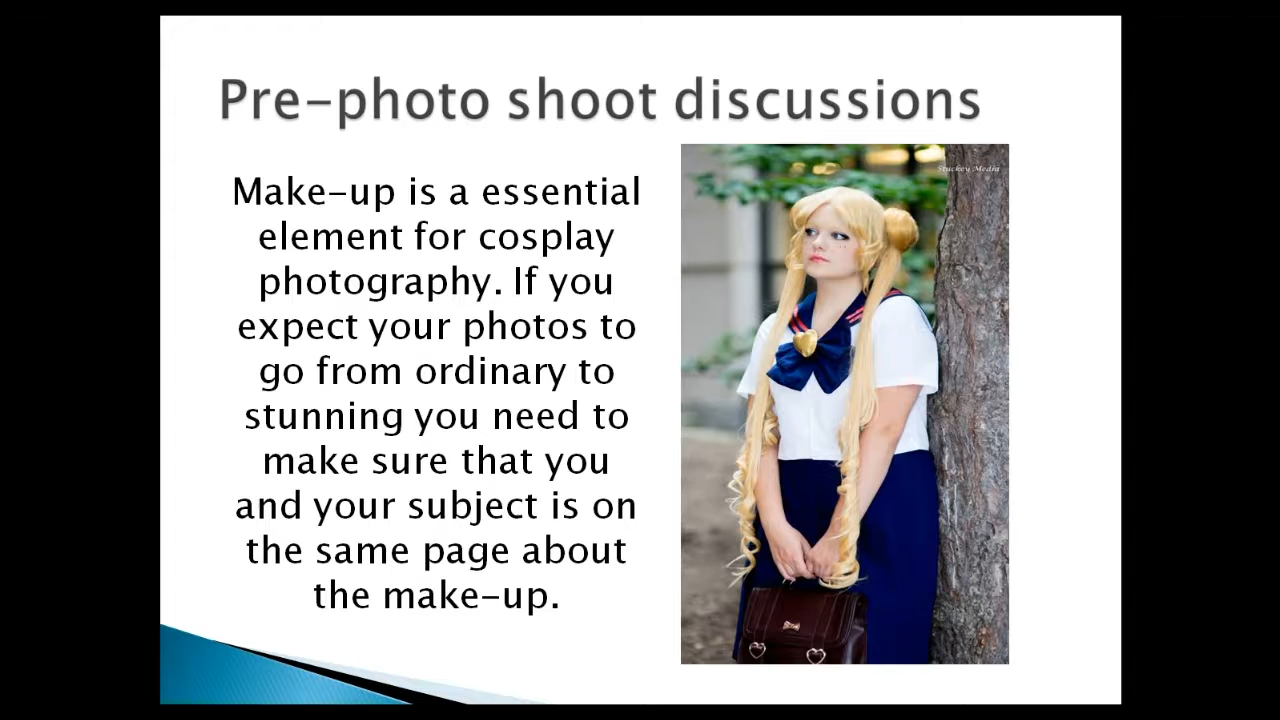 Pre-photo shoot discussions
Make-up is a essential
element for cosplay
photography. If you
expect your photos to
go from ordinary to
stunning you need to
make sure that you
and your subject is on
the same page about
the make-up.
Stuckey Media